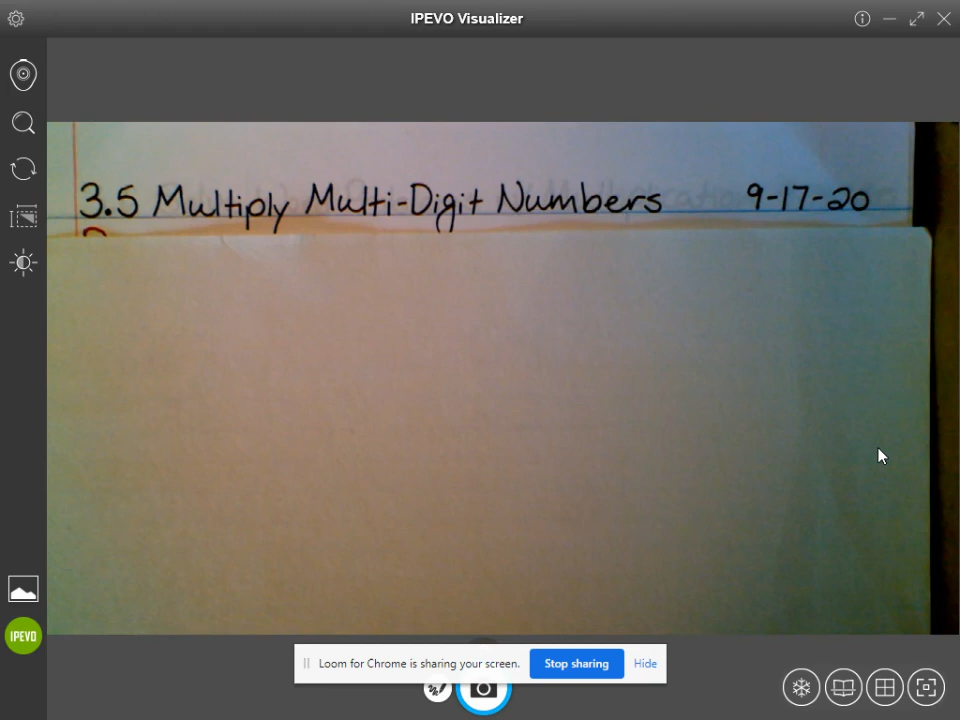 IPEVO Visualizer
3.5 Multiply Multi-Digit Numbers 9-17-20
IPEVO
Loom for Chrome is sharing your screen. Stop sharing Hide